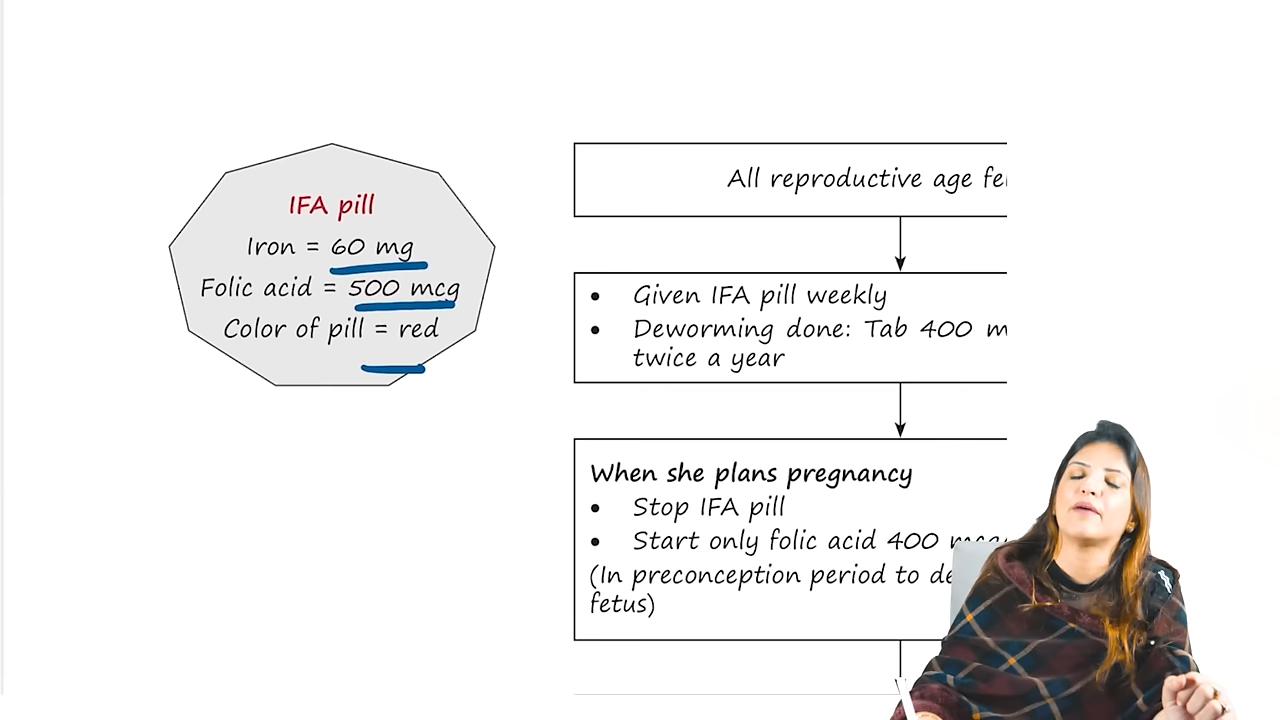 IFA pill
Iron = 60 mg
Folic acid = 500 mcg
Color of pill = red
All reproductive age
• Given IFA pill weekly
• Deworming done: Tab 400
twice a year
When she plans pregnancy
• Stop IFA pill
• Start only folic acid 400
(In preconception period to
fetus)